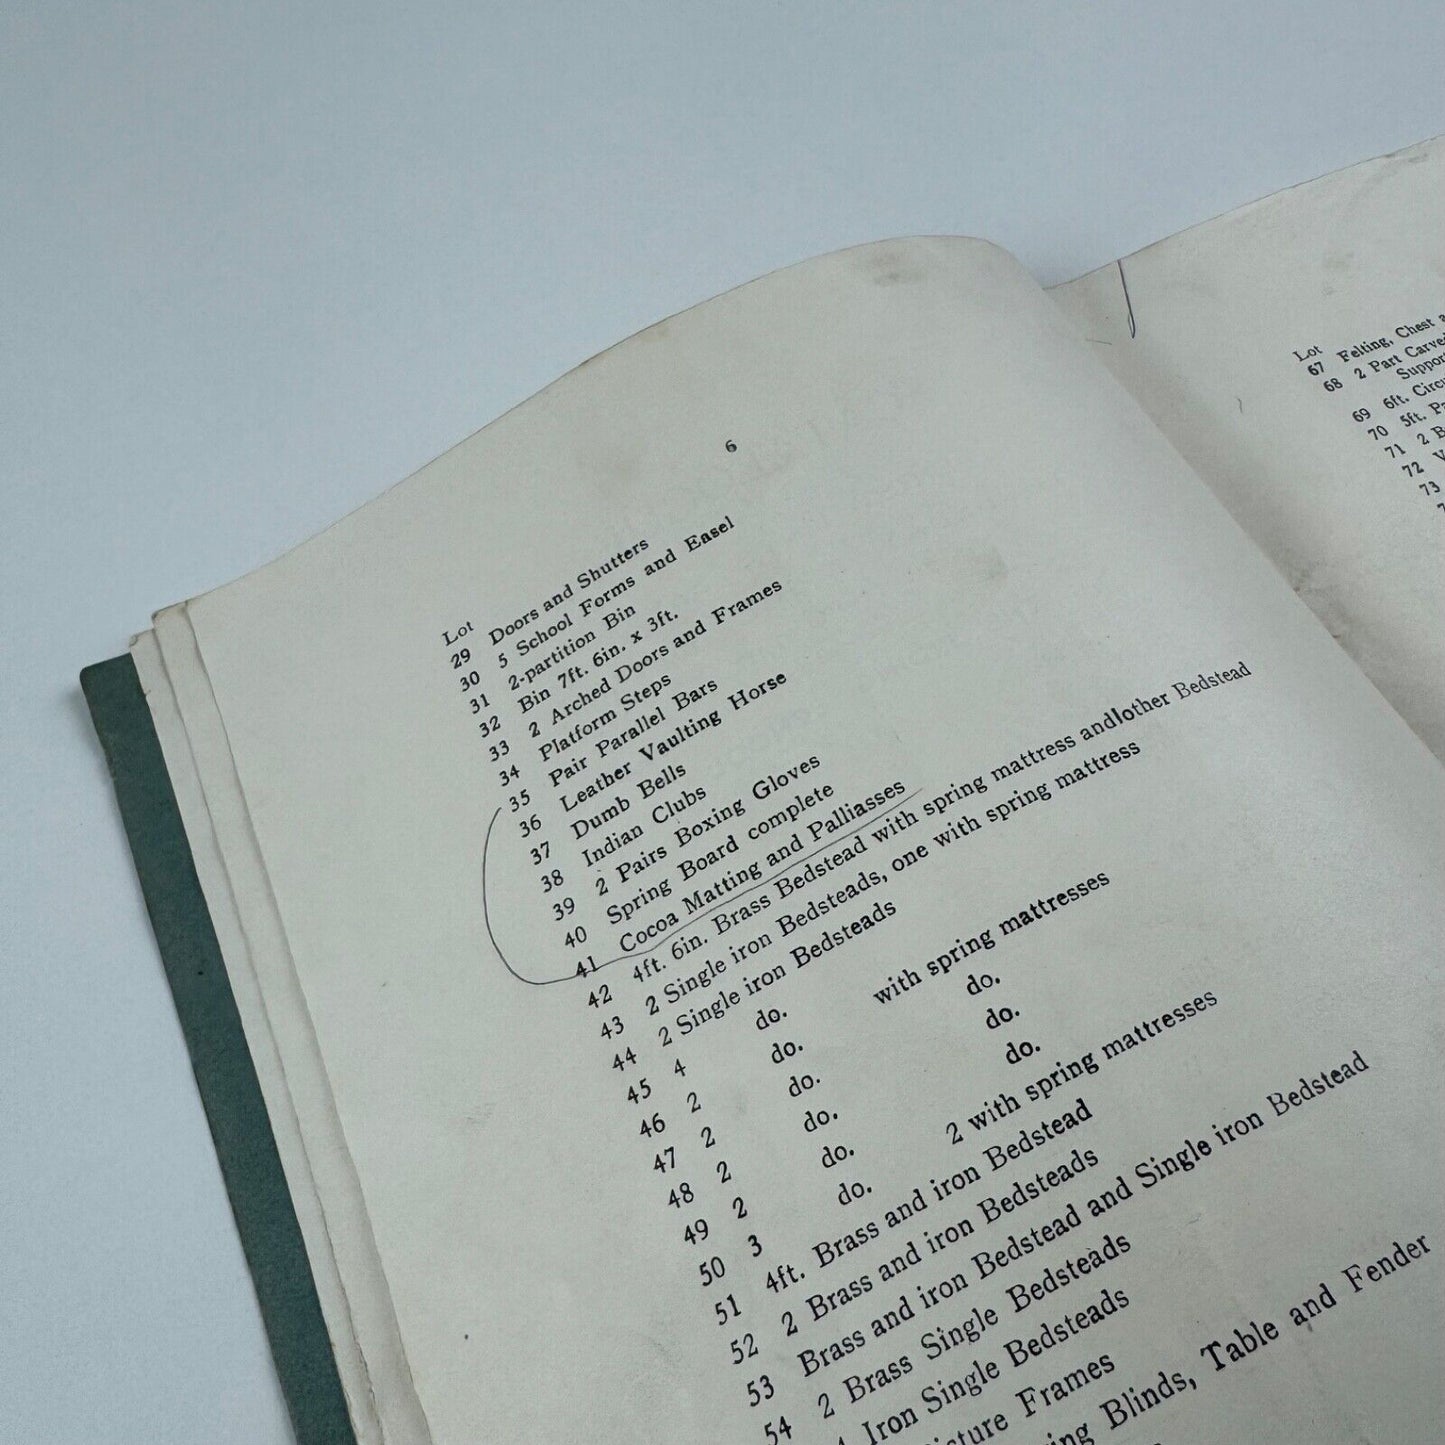 6
Lot
29 Doors and Shutters
30 5 School Forms and Easel
31 2-partition Bin
32 Bin 7ft. 6in. x 3ft.
33 2 Arched Doors and Frames
34 Platform Steps
35 Pair Parallel Bars
36 Leather Vaulting Horse
37 Dumb Bells
38 Indian Clubs
39 2 Pairs Boxing Gloves
40 Spring Board complete
41 Cocoa Matting and Palliasses
42 4ft. 6in. Brass Bedstead with spring mattress and 1 other Bedstead
43 2 Single iron Bedsteads, one with spring mattress
44 2 Single iron Bedsteads
45 4 do. with spring mattresses
46 2 do. do.
47 2 do. do.
48 2 do. do.
49 2 do.
50 3 do. 2 with spring mattresses
51 4ft. Brass and iron Bedstead
52 2 Brass and iron Bedsteads
53 Brass and iron Bedstead and Single iron Bedstead
54 2 Brass Single Bedsteads
Iron Single Bedsteads
Frames
Blinds, Table and Fender
Lot
67 Felting, Chest
68 2 Part
69 6ft.
70 5ft.
71 2
72
73